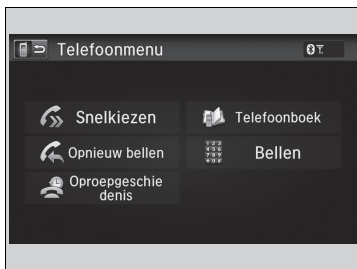 Telefoonmenu
Snelkiezen
Telefoonboek
Opnieuw bellen
Bellen
Oproepgeschie
denis